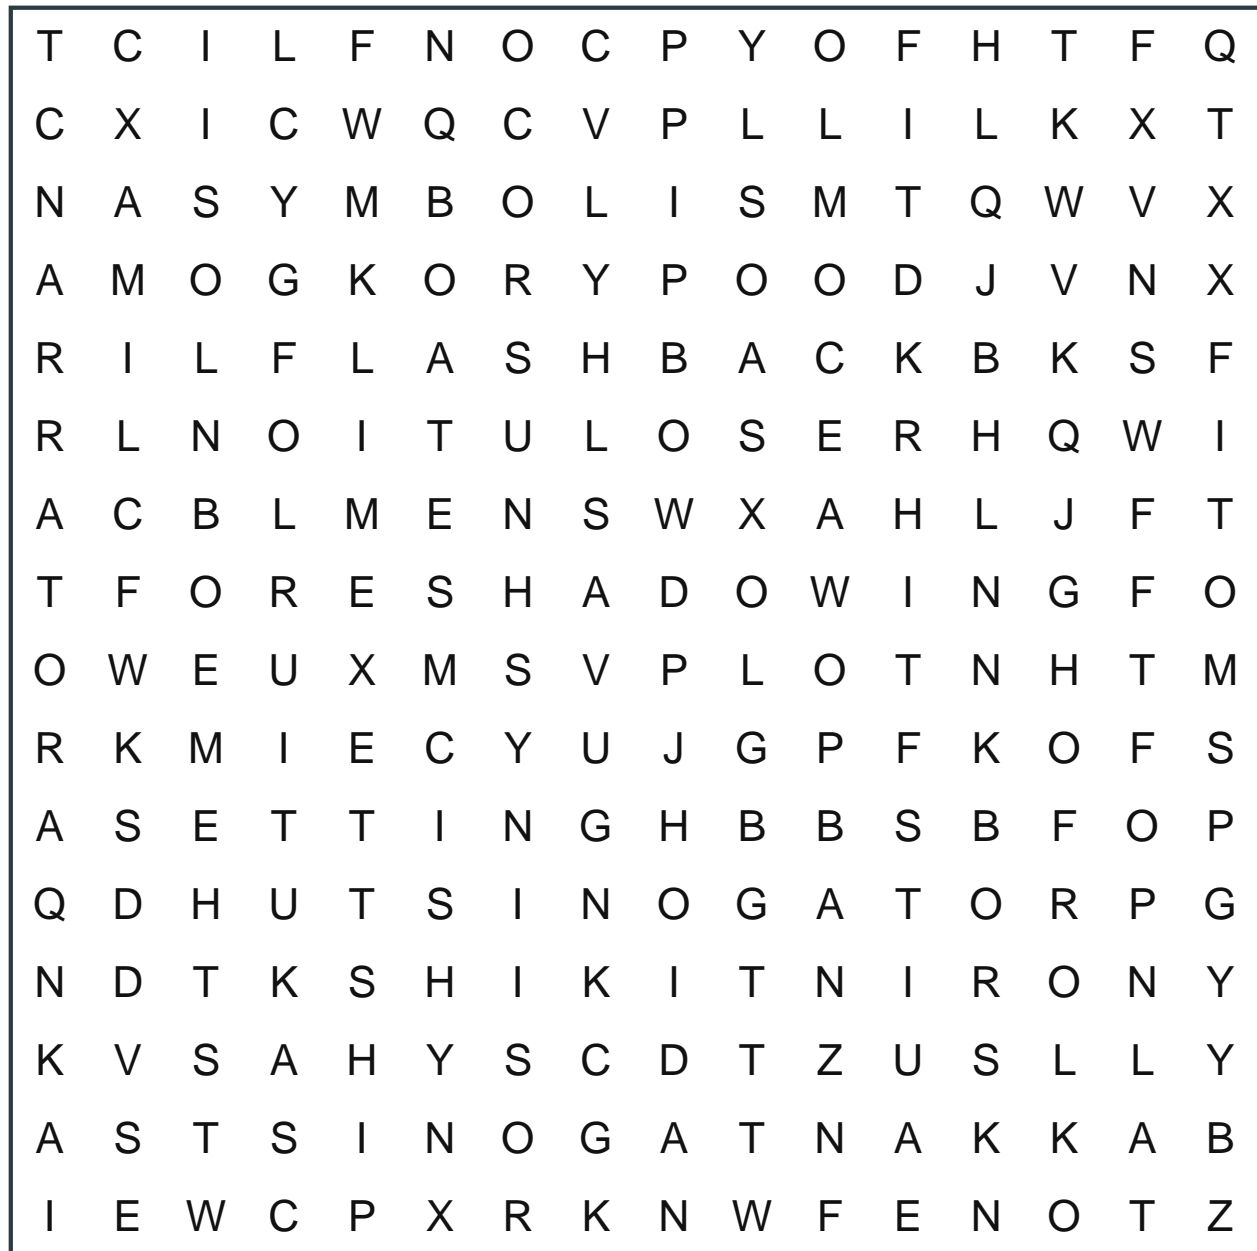 T C I L F N O C P Y O F H T F Q
C X I C W Q C V P L L I L K X T
N A S Y M B O L I S M T Q W V X
A M O G K O R Y P O O D J V N X
R I L F L A S H B A C K B K S F
R L N O I T U L O S E R H Q W I
A C B L M E N S W X A H L J F T
T F O R E S H A D O W I N G F O
O W E U X M S V P L O T N H T M
R K M I E C Y U J G P F K O F S
A S E T T I N G H B B S B F O P
Q D H U T S I N O G A T O R P G
N D T K S H I K I T N I R O N Y
K V S A H Y S C D T Z U S L L Y
A S T S I N O G A T N A K K A B
I E W C P X R K N W F E N O T Z